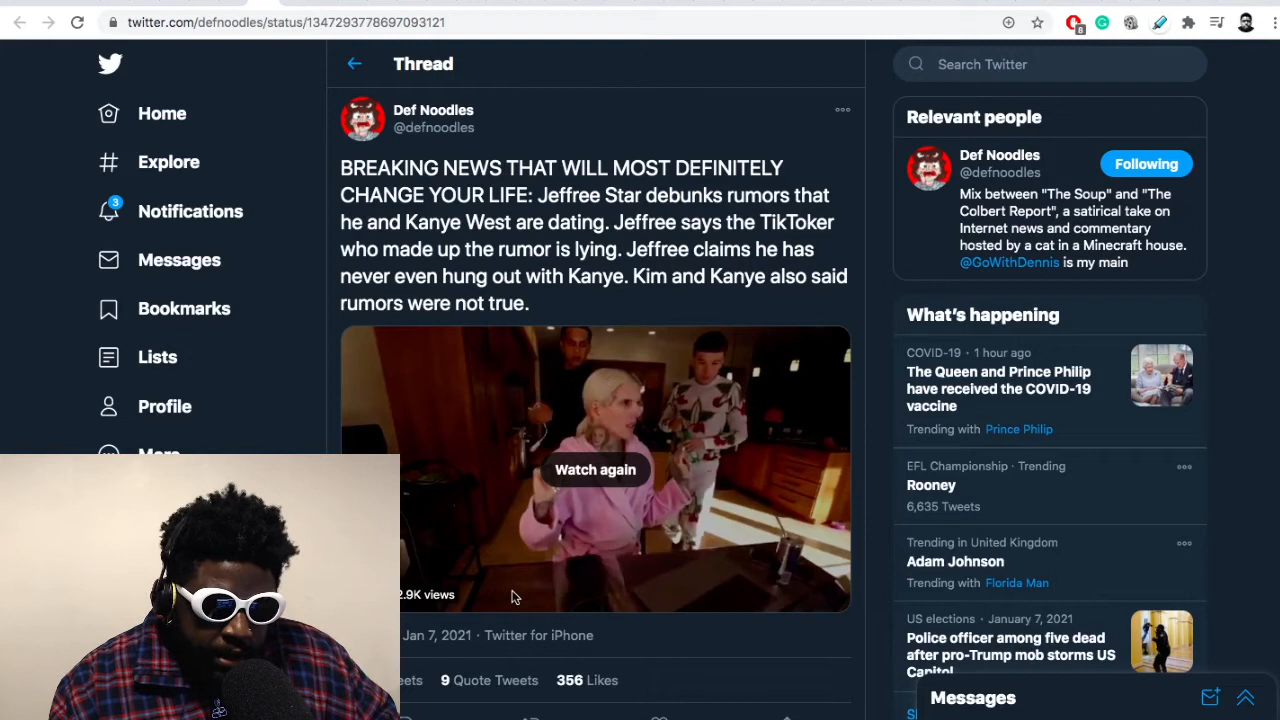 twitter.com/defnoodles/status/1347293778697093121
8
Home
Explore
3
Notifications
Messages
Bookmarks
Lists
Profile
More
Thread
Def Noodles
@defnoodles
BREAKING NEWS THAT WILL MOST DEFINITELY
CHANGE YOUR LIFE: Jeffree Star debunks rumors that
he and Kanye West are dating. Jeffree says the TikToker
who made up the rumor is lying. Jeffree claims he has
never even hung out with Kanye. Kim and Kanye also said
rumors were not true.
Watch again
2.9K views
Jan 7, 2021 · Twitter for iPhone
9 Quote Tweets 356 Likes
Search Twitter
Relevant people
Def Noodles
@defnoodles
Following
Mix between "The Soup" and "The
Colbert Report", a satirical take on
Internet news and commentary
hosted by a cat in a Minecraft house.
@GoWithDennis is my main
What's happening
COVID-19 · 1 hour ago
The Queen and Prince Philip
have received the COVID-19
vaccine
Trending with Prince Philip
EFL Championship · Trending
Rooney
6,635 Tweets
Trending in United Kingdom
Adam Johnson
Trending with Florida Man
US elections · January 7, 2021
Police officer among five dead
after pro-Trump mob storms US
Capitol
Messages